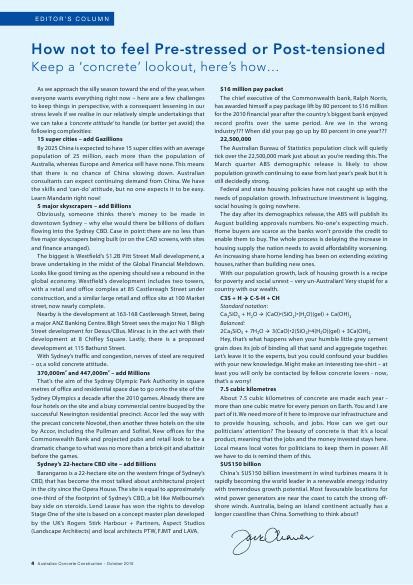 EDITOR'S COLUMN
How not to feel Pre-stressed or Post-tensioned
Keep a 'concrete' lookout, here's how...
As we approach the silly season toward the end of the year, when
everyone wants everything right now – here are a few challenges
to keep things in perspective, with a consequent lessening in our
stress levels if we realise in our relatively simple undertakings that
we can take a 'concrete attitude' to handle (or better yet avoid) the
following complexities:
15 super cities – add Gazillions
By 2025 China is expected to have 15 super cities with an average
population of 25 million, each more than the population of
Australia, whereas Europe and America will have none. This means
that there is no chance of China slowing down. Australian
consultants can expect continuing demand from China. We have
the skills and 'can-do' attitude, but no one expects it to be easy.
Learn Mandarin right now!
5 major skyscrapers – add Billions
Obviously, someone thinks there's money to be made in
downtown Sydney – why else would there be billions of dollars
flowing into the Sydney CBD. Case in point: there are no less than
five major skyscrapers being built (or on the CAD screens, with sites
and finance arranged).
The biggest is Westfield's $1.2B Pitt Street Mall development, a
brave undertaking in the midst of the Global Financial Meltdown.
Looks like good timing as the opening should see a rebound in the
global economy. Westfield's development includes two towers,
with a retail and office complex at 85 Castlereagh Street under
construction, and a similar large retail and office site at 100 Market
street, now nearly complete.
Nearby is the development at 163-168 Castlereagh Street, being
a major ANZ Banking Centre. Bligh Street sees the major No 1 Bligh
Street development for Dexus/CBus. Mirvac is in the act with their
development at 8 Chifley Square. Lastly, there is a proposed
development at 115 Bathurst Street.
With Sydney's traffic and congestion, nerves of steel are required
– or, a solid concrete attitude.
370,000m² and 447,000m² – add Millions
That's the aim of the Sydney Olympic Park Authority in square
metres of office and residential space due to go onto the site of the
Sydney Olympics a decade after the 2010 games. Already there are
four hotels on the site and a busy commercial centre buoyed by the
successful Newington residential precinct. Accor led the way with
the precast concrete Novotel, then another three hotels on the site
by Accor, including the Pullman and Sofitel. New offices for the
Commonwealth Bank and projected pubs and retail look to be a
dramatic change to what was no more than a brick-pit and abattoir
before the games.
Sydney's 22-hectare CBD site – add Billions
Barangaroo is a 22-hectare site on the western fringe of Sydney's
CBD, that has become the most talked about architectural project
in the city since the Opera House. The site is equal to approximately
one-third of the footprint of Sydney's CBD, a bit like Melbourne's
bay side on steroids. Lend Lease has won the rights to develop
Stage One of the site is based on a concept master plan developed
by the UK's Rogers Stirk Harbour + Partners, Aspect Studios
(Landscape Architects) and local architects PTW, FJMT and LAVA.
$16 million pay packet
The chief executive of the Commonwealth bank, Ralph Norris,
has awarded himself a pay package lift by 80 percent to $16 million
for the 2010 financial year after the country's biggest bank enjoyed
record profits over the same period. Are we in the wrong
industry??? When did your pay go up by 80 percent in one year???
22,500,000
The Australian Bureau of Statistics population clock will quietly
tick over the 22,500,000 mark just about as you're reading this. The
March quarter ABS demographic release is likely to show
population growth continuing to ease from last year's peak but it is
still decidedly strong.
Federal and state housing policies have not caught up with the
needs of population growth. Infrastructure investment is lagging,
social housing is going nowhere.
The day after its demographics release, the ABS will publish its
August building approvals numbers. No-one's expecting much.
Home buyers are scarce as the banks won't provide the credit to
enable them to buy. The whole process is delaying the increase in
housing supply the nation needs to avoid affordability worsening.
An increasing share home lending has been on extending existing
houses, rather than building new ones.
With our population growth, lack of housing growth is a recipe
for poverty and social unrest – very un-Australian! Very stupid for a
country with our wealth.
C3S + H → C-S-H + CH
Standard notation:
Ca₃SiO₅ + H₂O → (CaO)•(SiO₂)•(H₂O)(gel) + Ca(OH)₂
Balanced:
2Ca₃SiO₅ + 7H₂O → 3(CaO)•2(SiO₂)•4(H₂O)(gel) + 3Ca(OH)₂
Hey, that's what happens when your humble little grey cement
grain does its job of binding all that sand and aggregate together.
Let's leave it to the experts, but you could confound your buddies
with your new knowledge. Might make an interesting tee-shirt – at
least you will only be contacted by fellow concrete lovers - now,
that's a worry!
7.5 cubic kilometres
About 7.5 cubic kilometres of concrete are made each year -
more than one cubic metre for every person on Earth. You and I are
part of it. We need more of it here to improve our infrastructure and
to provide housing, schools, and jobs. How can we get our
politicians' attention? The beauty of concrete is that it's a local
product, meaning that the jobs and the money invested stays here.
Local means local votes for politicians to keep them in power. All
we have to do is remind them of this.
$US150 billion
China's $US150 billion investment in wind turbines means it is
rapidly becoming the world leader in a renewable energy industry
with tremendous growth potential. Most favourable locations for
wind power generators are near the coast to catch the strong off-
shore winds. Australia, being an island continent actually has a
longer coastline than China. Something to think about?
4 Australian Concrete Construction - October 2010